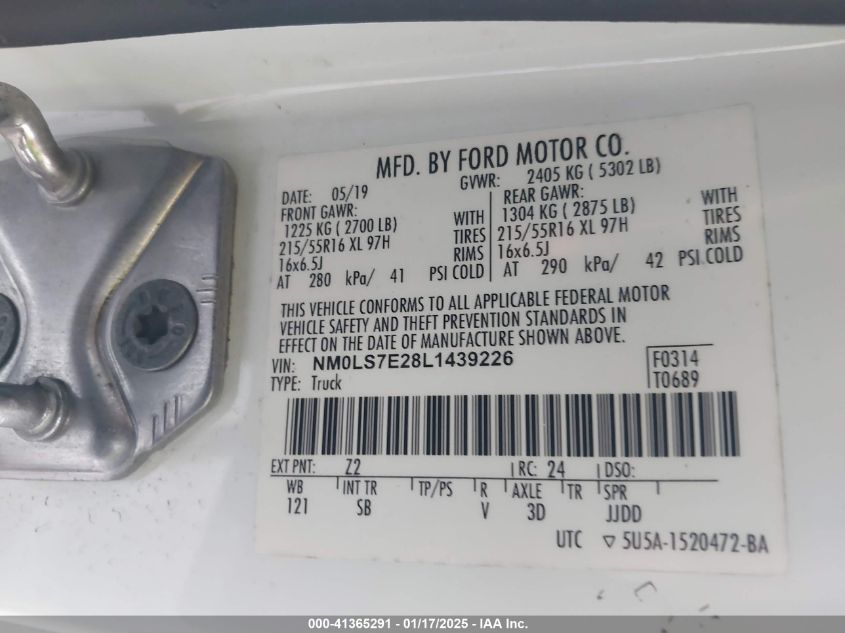 MFD. BY FORD MOTOR CO.
DATE: 05/19 GVWR: 2405 KG ( 5302 LB)
FRONT GAWR: REAR GAWR:
1225 KG ( 2700 LB) WITH 1304 KG ( 2875 LB) WITH
215/55R16 XL 97H TIRES 215/55R16 XL 97H TIRES
16x6.5J RIMS 16x6.5J RIMS
AT 280 kPa/ 41 PSI COLD AT 290 kPa/ 42 PSI COLD
THIS VEHICLE CONFORMS TO ALL APPLICABLE FEDERAL MOTOR
VEHICLE SAFETY AND THEFT PREVENTION STANDARDS IN
EFFECT ON THE DATE OF MANUFACTURE SHOWN ABOVE.
VIN: NM0LS7E28L1439226 F0314
TYPE: Truck T0689
EXT PNT: Z2 RC: 24 DSO:
WB INT TR TP/PS R AXLE TR SPR
121 SB V 3D JJDD
UTC ▽ 5U5A-1520472-BA
000-41365291 - 01/17/2025 - IAA Inc.